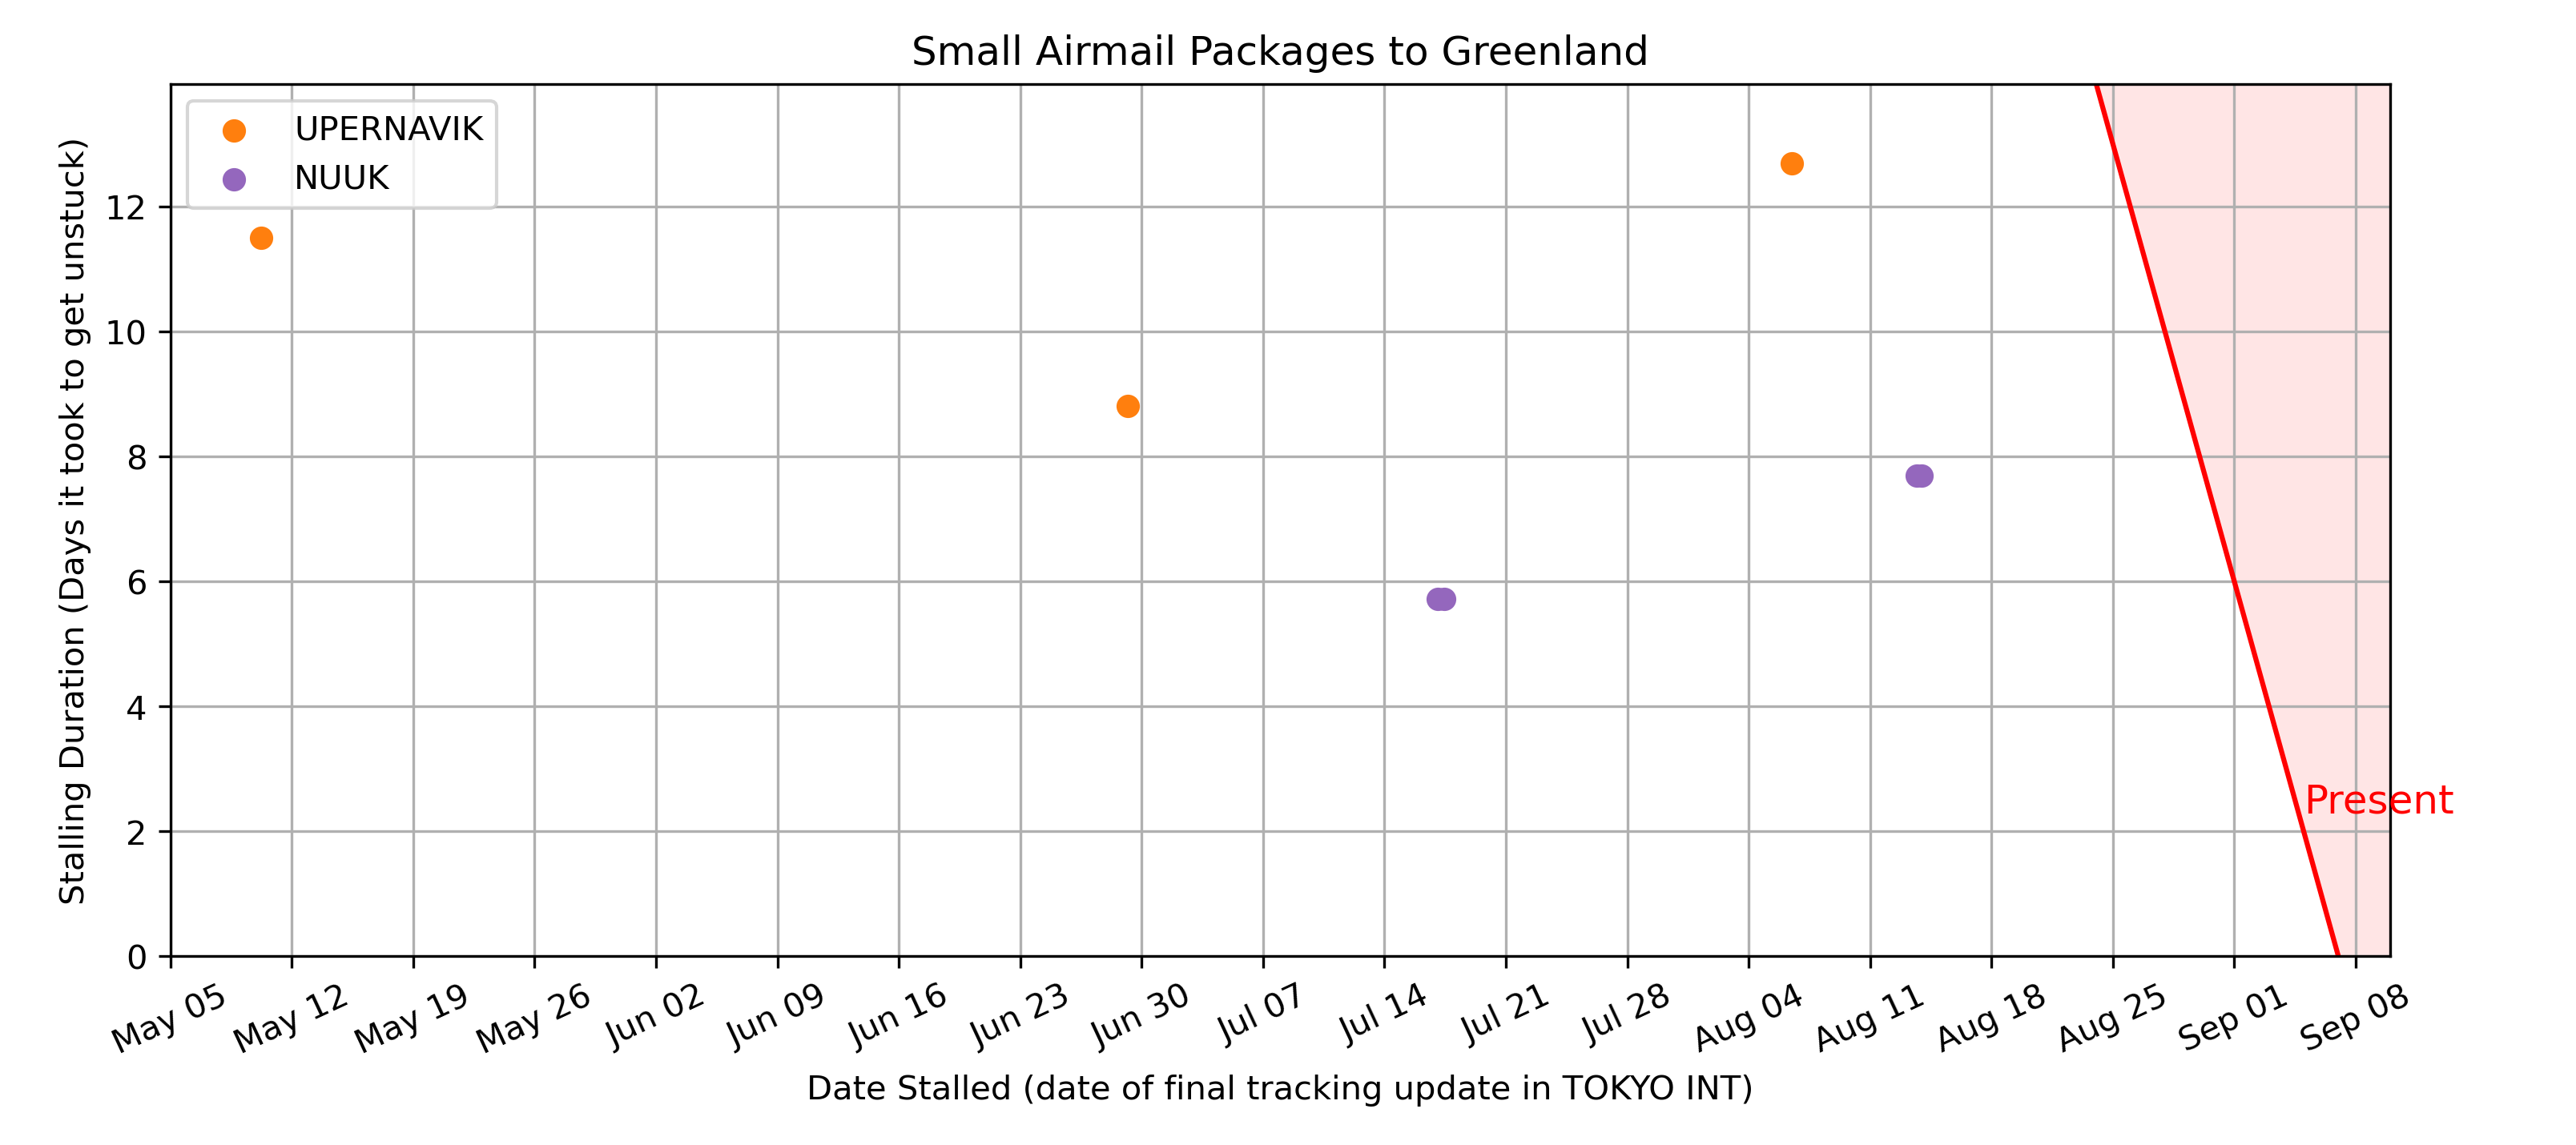 Small Airmail Packages to Greenland
UPERNAVIK
NUUK
Stalling Duration (Days it took to get unstuck)
12
10
8
6
4
2
0
Present
May 05
May 12
May 19
May 26
Jun 02
Jun 09
Jun 16
Jun 23
Jun 30
Jul 07
Jul 14
Jul 21
Jul 28
Aug 04
Aug 11
Aug 18
Aug 25
Sep 01
Sep 08
Date Stalled (date of final tracking update in TOKYO INT)